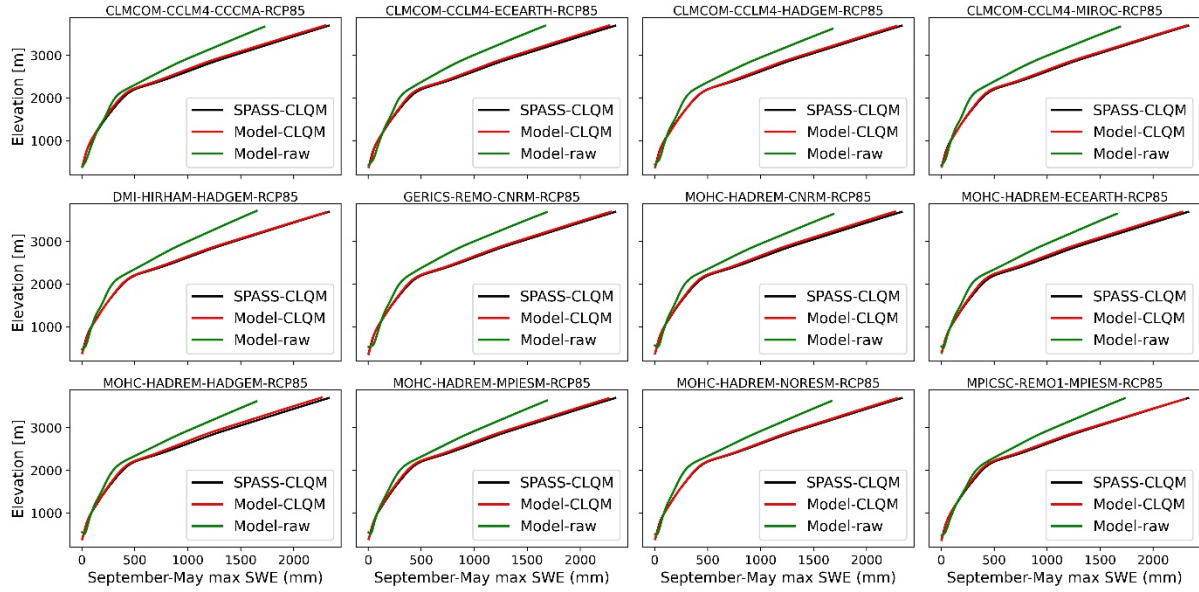 CLMCOM-CCLM4-CCCMA-RCP85
CLMCOM-CCLM4-ECEARTH-RCP85
CLMCOM-CCLM4-HADGEM-RCP85
CLMCOM-CCLM4-MIROC-RCP85
Elevation [m]
3000
2000
1000
SPASS-CLQM
Model-CLQM
Model-raw
SPASS-CLQM
Model-CLQM
Model-raw
SPASS-CLQM
Model-CLQM
Model-raw
SPASS-CLQM
Model-CLQM
Model-raw
DMI-HIRHAM-HADGEM-RCP85
GERICS-REMO-CNRM-RCP85
MOHC-HADREM-CNRM-RCP85
MOHC-HADREM-ECEARTH-RCP85
Elevation [m]
3000
2000
1000
SPASS-CLQM
Model-CLQM
Model-raw
SPASS-CLQM
Model-CLQM
Model-raw
SPASS-CLQM
Model-CLQM
Model-raw
SPASS-CLQM
Model-CLQM
Model-raw
MOHC-HADREM-HADGEM-RCP85
MOHC-HADREM-MPIESM-RCP85
MOHC-HADREM-NORESM-RCP85
MPICSC-REMO1-MPIESM-RCP85
Elevation [m]
3000
2000
1000
SPASS-CLQM
Model-CLQM
Model-raw
SPASS-CLQM
Model-CLQM
Model-raw
SPASS-CLQM
Model-CLQM
Model-raw
SPASS-CLQM
Model-CLQM
Model-raw
0 500 1000 1500 2000
0 500 1000 1500 2000
0 500 1000 1500 2000
0 500 1000 1500 2000
September-May max SWE (mm)
September-May max SWE (mm)
September-May max SWE (mm)
September-May max SWE (mm)